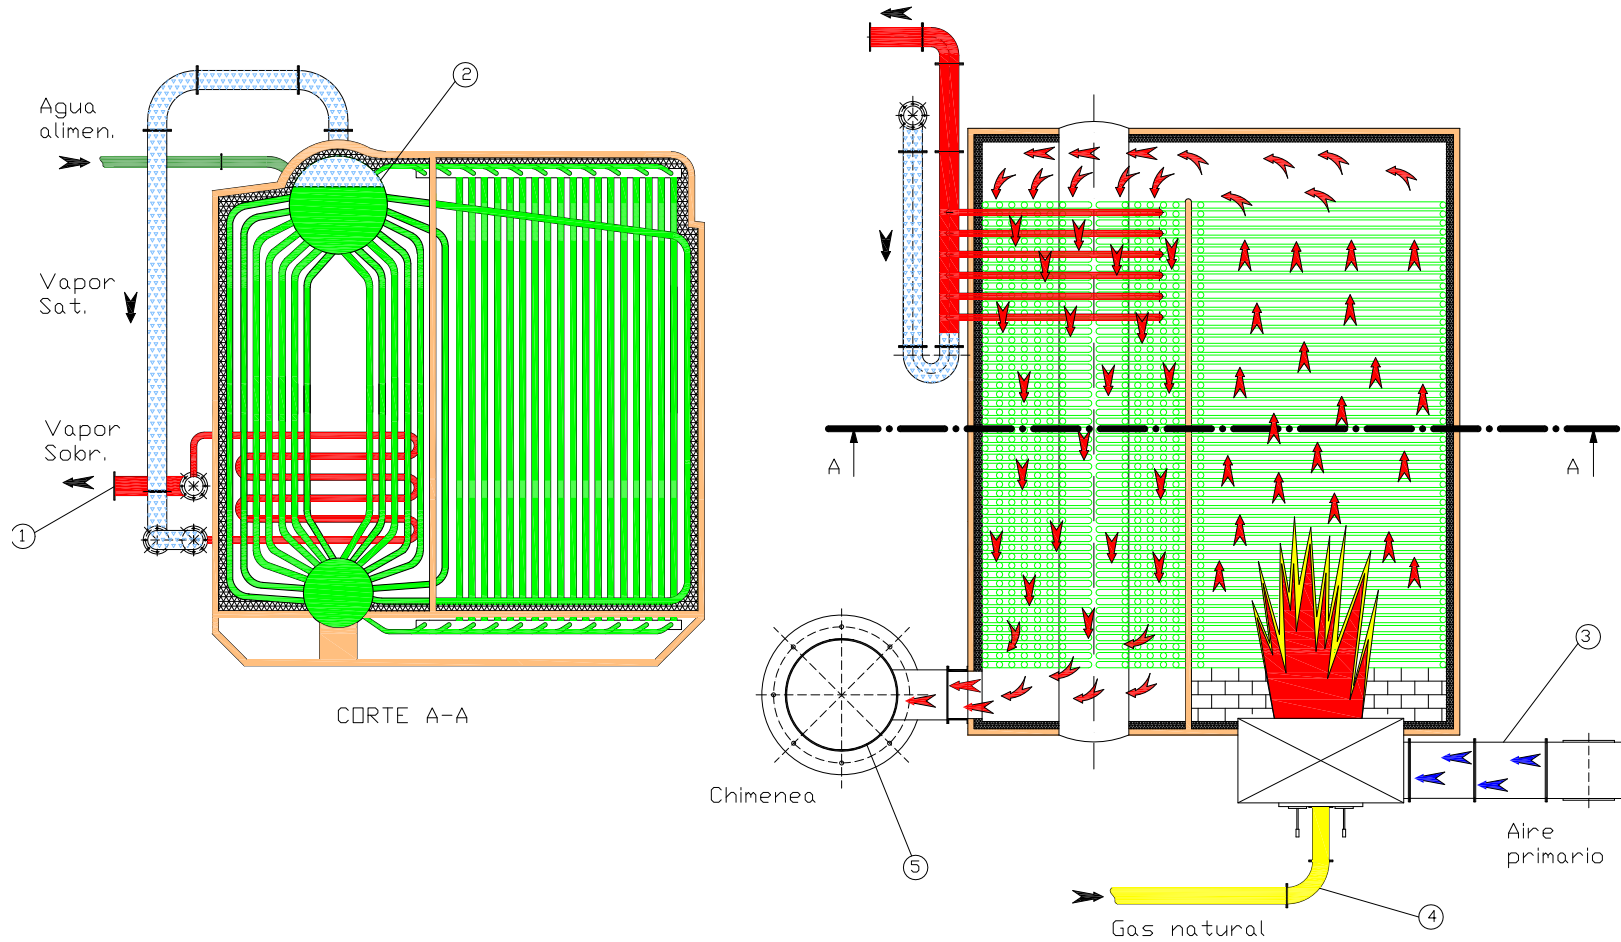 2
Agua
alimen.
Vapor
Sat.
Vapor
Sobr.
1
CORTE A-A
A
A
3
Chimenea
5
Aire
primario
4
Gas natural